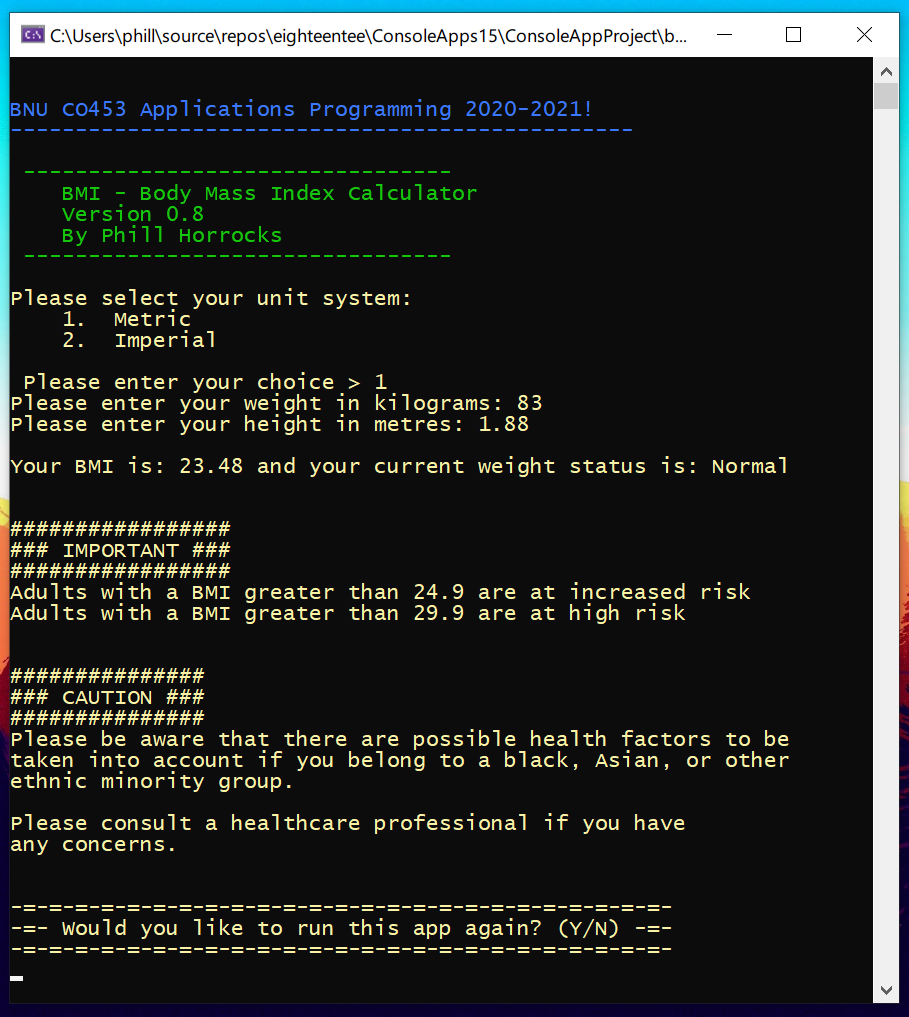 C:\Users\phill\source\repos\eighteentee\ConsoleApps15\ConsoleAppProject\b...
BNU CO453 Applications Programming 2020-2021!
------------------------------------------------
---------------------------------
BMI - Body Mass Index Calculator
Version 0.8
By Phill Horrocks
---------------------------------
Please select your unit system:
1.  Metric
2.  Imperial
Please enter your choice > 1
Please enter your weight in kilograms: 83
Please enter your height in metres: 1.88
Your BMI is: 23.48 and your current weight status is: Normal
#################
### IMPORTANT ###
#################
Adults with a BMI greater than 24.9 are at increased risk
Adults with a BMI greater than 29.9 are at high risk
###############
### CAUTION ###
###############
Please be aware that there are possible health factors to be
taken into account if you belong to a black, Asian, or other
ethnic minority group.
Please consult a healthcare professional if you have
any concerns.
-=-=-=-=-=-=-=-=-=-=-=-=-=-=-=-=-=-=-=-=-=-=-=-=-=-
-=- Would you like to run this app again? (Y/N) -=-
-=-=-=-=-=-=-=-=-=-=-=-=-=-=-=-=-=-=-=-=-=-=-=-=-=-